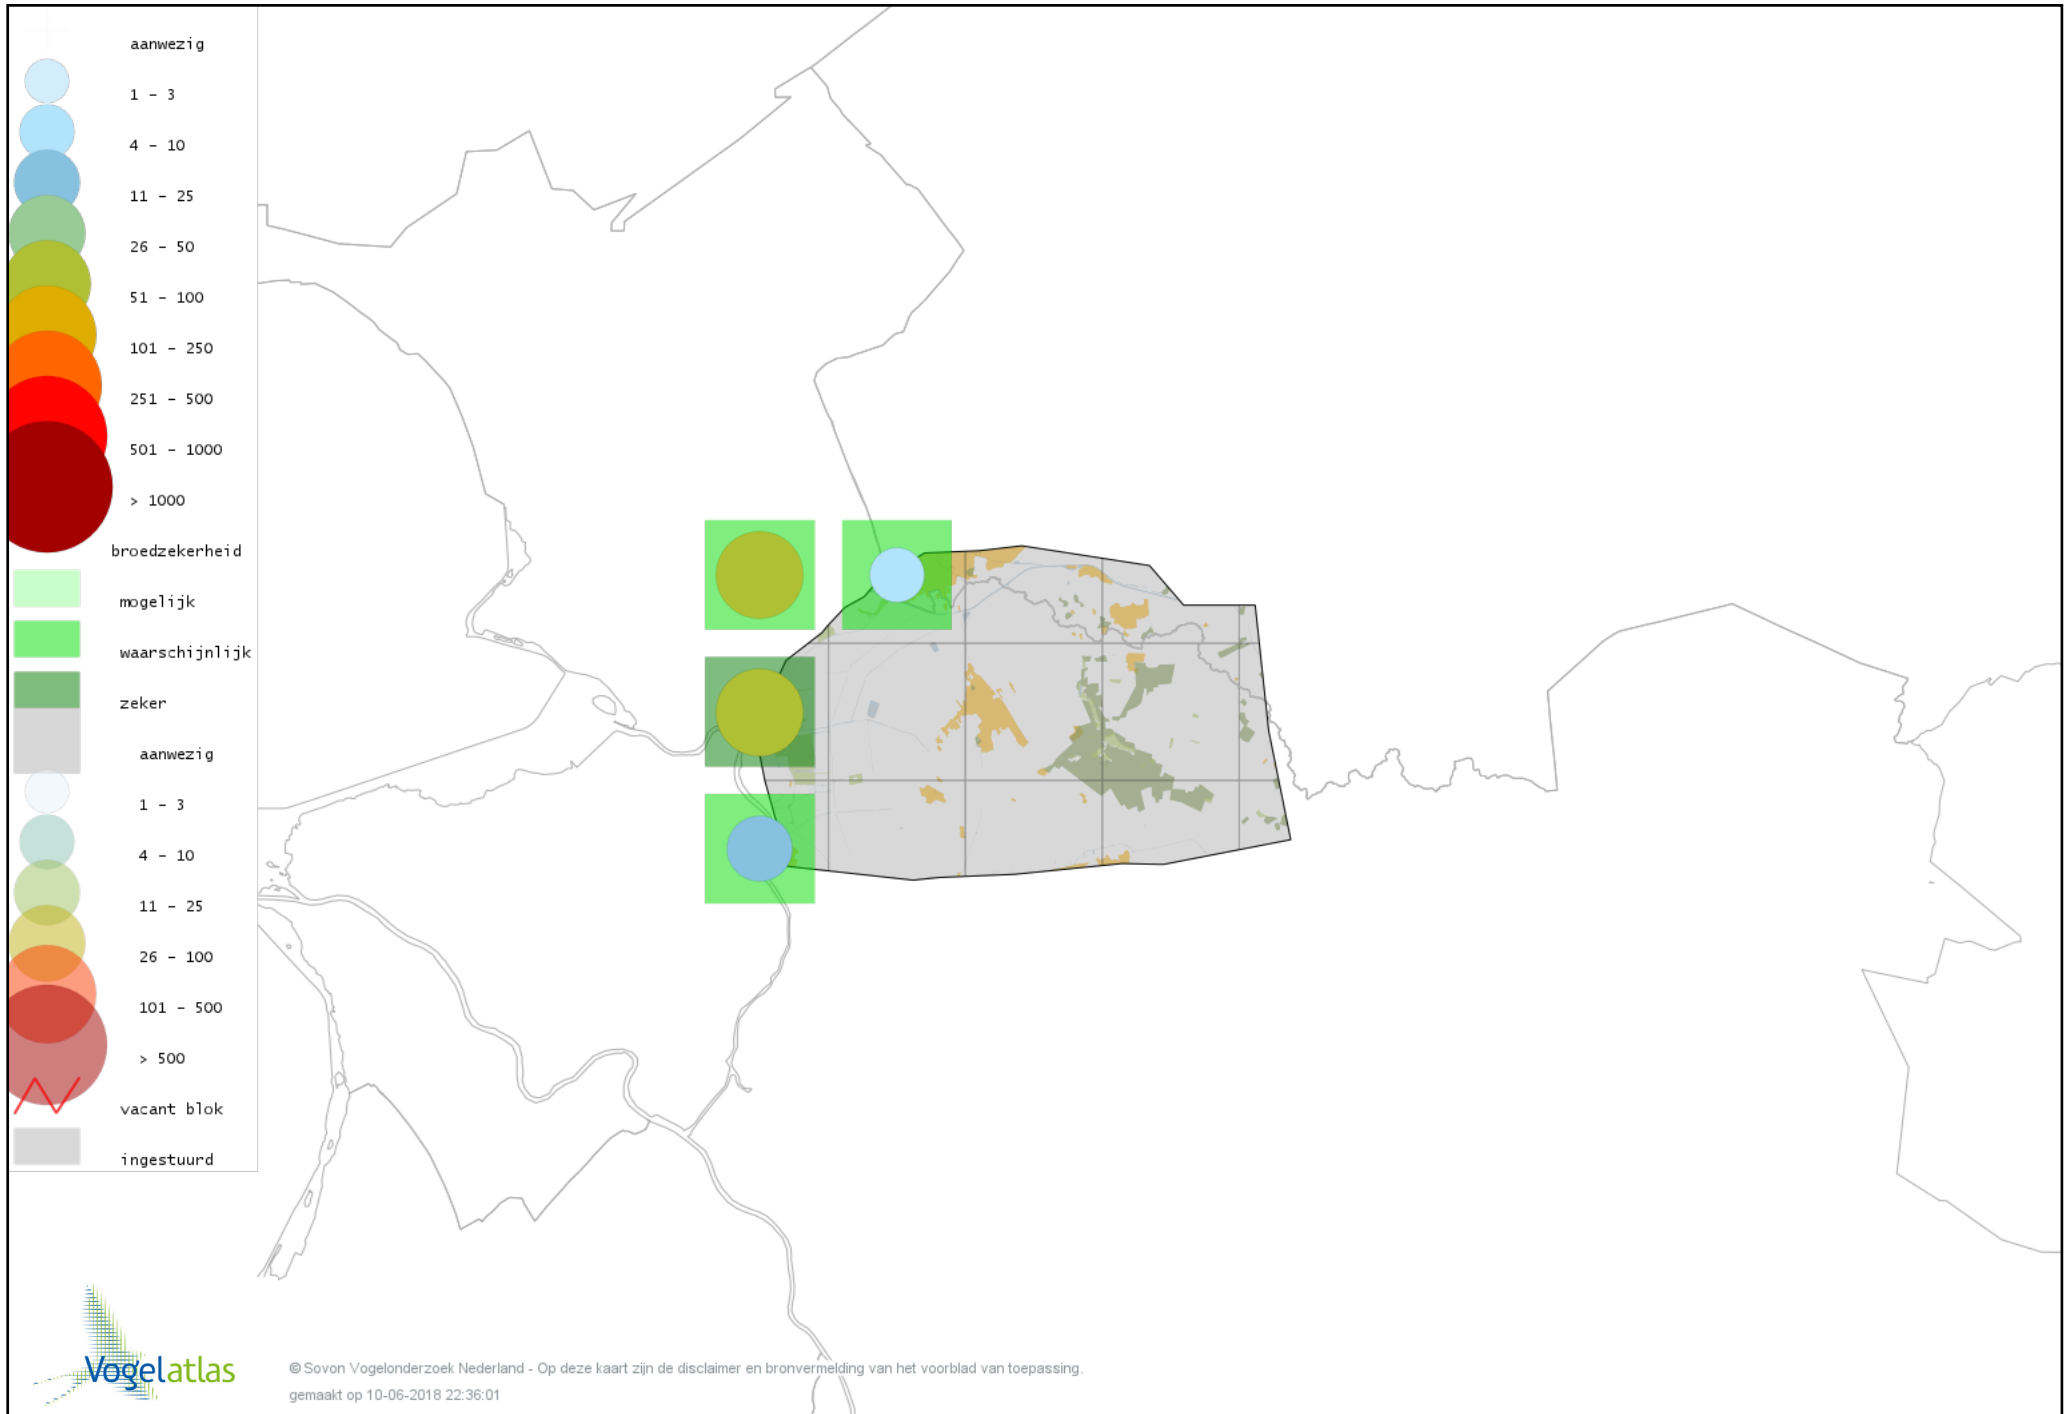 aanwezig
1 - 3
4 - 10
11 - 25
26 - 50
51 - 100
101 - 250
251 - 500
501 - 1000
> 1000
broedzekerheid
mogelijk
waarschijnlijk
zeker
aanwezig
1 - 3
4 - 10
11 - 25
26 - 100
101 - 500
> 500
vacant blok
ingestuurd
Vogelatlas
© Sovon Vogelonderzoek Nederland - Op deze kaart zijn de disclaimer en bronvermelding van het voorblad van toepassing.
gemaakt op 10-06-2018 22:36:01